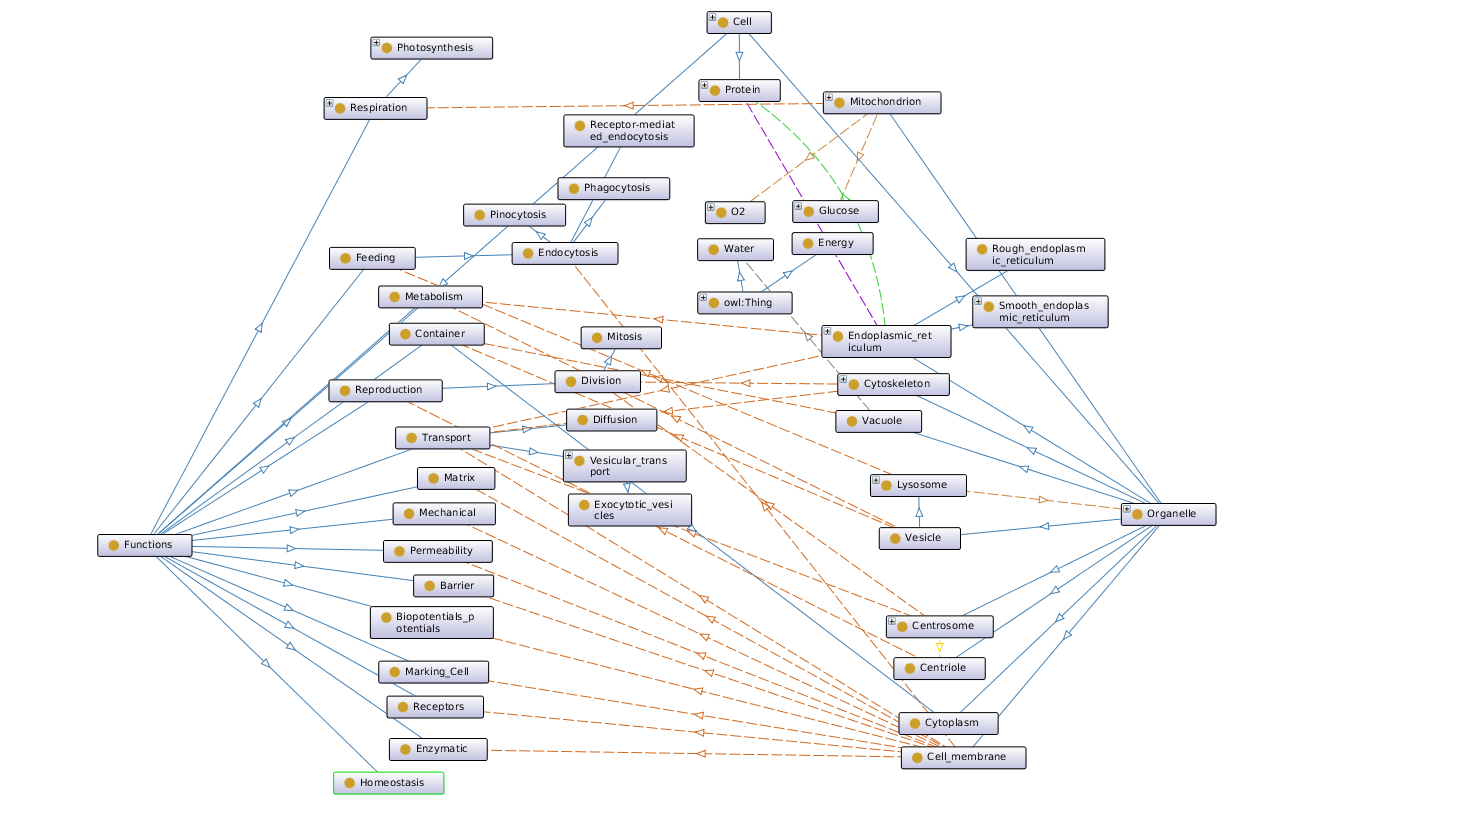 Cell
Photosynthesis
Protein
Mitochondrion
Respiration
Receptor-mediat
ed_endocytosis
Phagocytosis
Pinocytosis
O2
Glucose
Endocytosis
Water
Energy
Rough_endoplasm
ic_reticulum
Feeding
Metabolism
owl:Thing
Smooth_endoplas
mic_reticulum
Container
Mitosis
Endoplasmic_ret
iculum
Reproduction
Division
Cytoskeleton
Diffusion
Vacuole
Transport
Vesicular_trans
port
Matrix
Lysosome
Exocytotic_vesi
cles
Mechanical
Organelle
Functions
Vesicle
Permeability
Barrier
Biopotentials_p
otentials
Centrosome
Marking_Cell
Centriole
Receptors
Cytoplasm
Enzymatic
Cell_membrane
Homeostasis